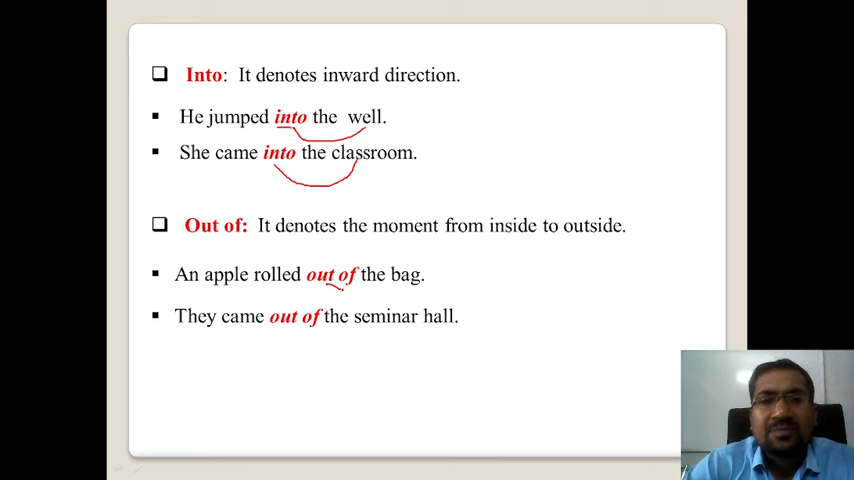 Into: It denotes inward direction.
He jumped into the well.
She came into the classroom.
Out of: It denotes the moment from inside to outside.
An apple rolled out of the bag.
They came out of the seminar hall.